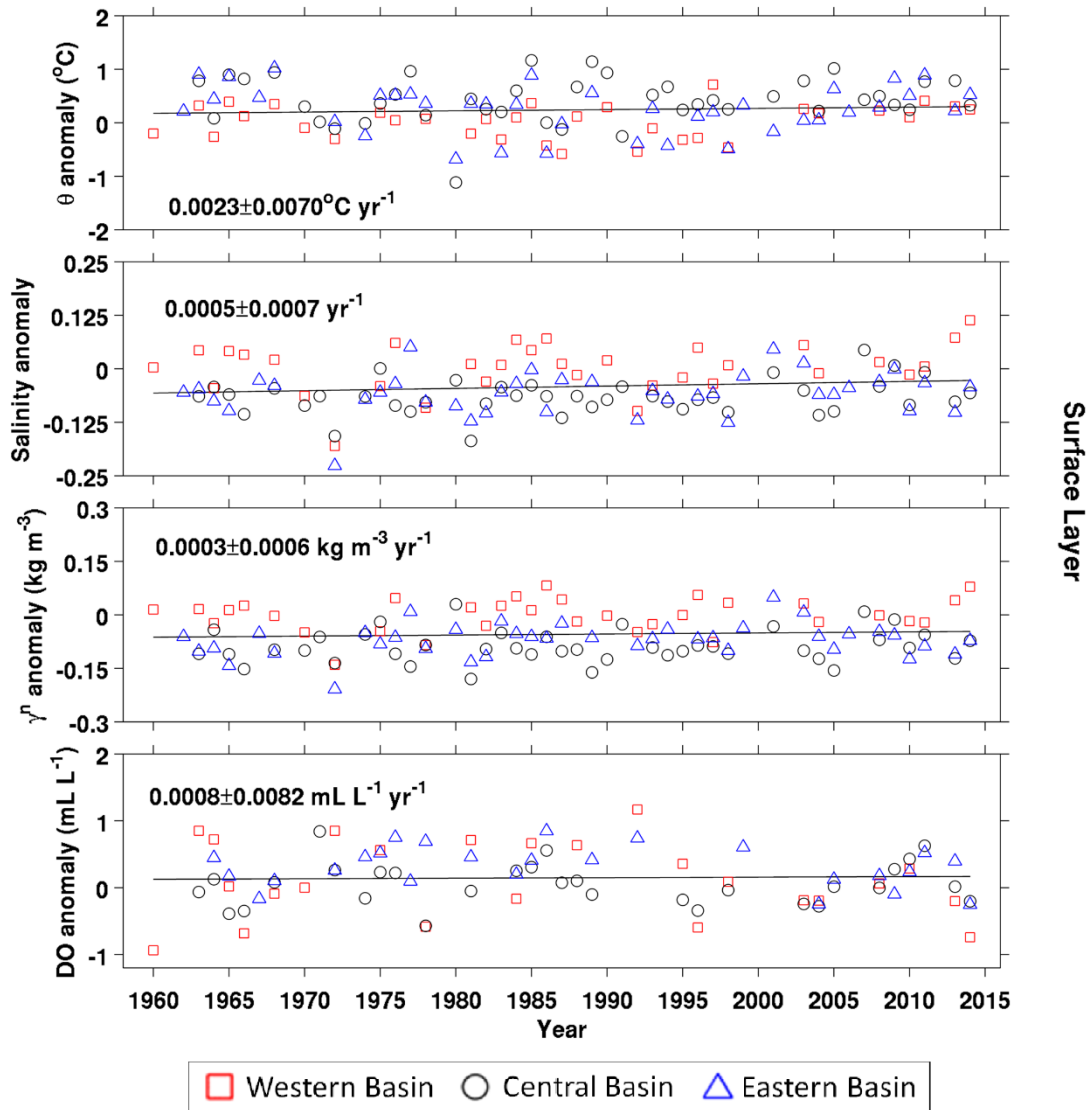 2
1
0
-1
-2
θ anomaly (°C)
0.0023±0.0070°C yr⁻¹
0.25
0.125
0
-0.125
-0.25
Salinity anomaly
0.0005±0.0007 yr⁻¹
0.3
0.15
0
-0.15
-0.3
γⁿ anomaly (kg m⁻³)
0.0003±0.0006 kg m⁻³ yr⁻¹
2
1
0
-1
DO anomaly (mL L⁻¹)
0.0008±0.0082 mL L⁻¹ yr⁻¹
1960 1965 1970 1975 1980 1985 1990 1995 2000 2005 2010 2015
Year
Surface Layer
Western Basin Central Basin Eastern Basin